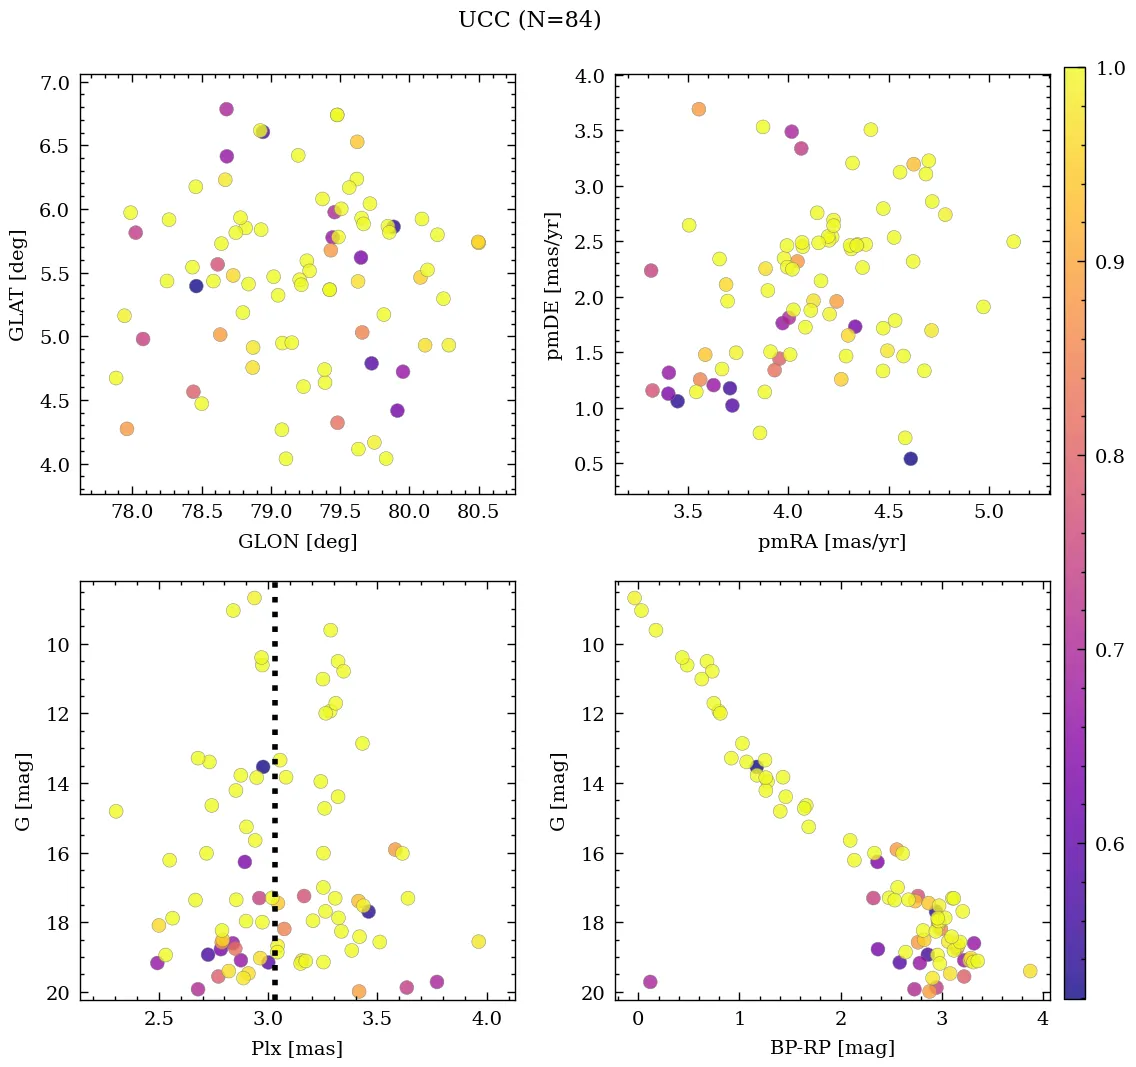 UCC (N=84)
7.0
6.5
6.0
5.5
5.0
4.5
4.0
GLAT [deg]
78.0 78.5 79.0 79.5 80.0 80.5
GLON [deg]
4.0
3.5
3.0
2.5
2.0
1.5
1.0
0.5
pmDE [mas/yr]
3.5 4.0 4.5 5.0
pmRA [mas/yr]
10
12
14
16
18
20
G [mag]
2.5 3.0 3.5 4.0
Plx [mas]
10
12
14
16
18
20
G [mag]
0 1 2 3 4
BP-RP [mag]
1.0
0.9
0.8
0.7
0.6